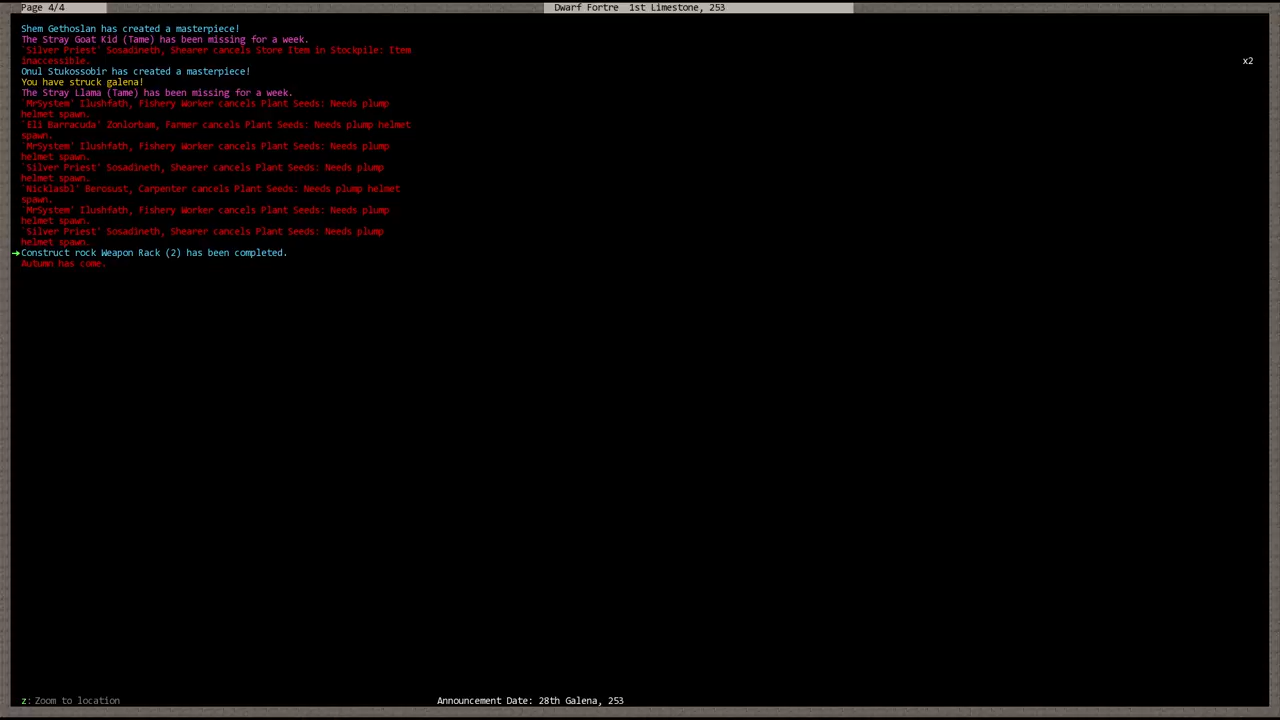 Page 4/4
Dwarf Fortre  1st Limestone, 253
Shem Gethoslan has created a masterpiece!
The Stray Goat Kid (Tame) has been missing for a week.
`Silver Priest' Sosadineth, Shearer cancels Store Item in Stockpile: Item
inaccessible.
x2
Onul Stukossobir has created a masterpiece!
You have struck galena!
The Stray Llama (Tame) has been missing for a week.
`MrSystem' Ilushfath, Fishery Worker cancels Plant Seeds: Needs plump
helmet spawn.
`Eli Barracuda' Zonlorbam, Farmer cancels Plant Seeds: Needs plump helmet
spawn.
`MrSystem' Ilushfath, Fishery Worker cancels Plant Seeds: Needs plump
helmet spawn.
`Silver Priest' Sosadineth, Shearer cancels Plant Seeds: Needs plump
helmet spawn.
`Nicklasbl' Berosust, Carpenter cancels Plant Seeds: Needs plump helmet
spawn.
`MrSystem' Ilushfath, Fishery Worker cancels Plant Seeds: Needs plump
helmet spawn.
`Silver Priest' Sosadineth, Shearer cancels Plant Seeds: Needs plump
helmet spawn.
Construct rock Weapon Rack (2) has been completed.
Autumn has come.
z: Zoom to location
Announcement Date: 28th Galena, 253